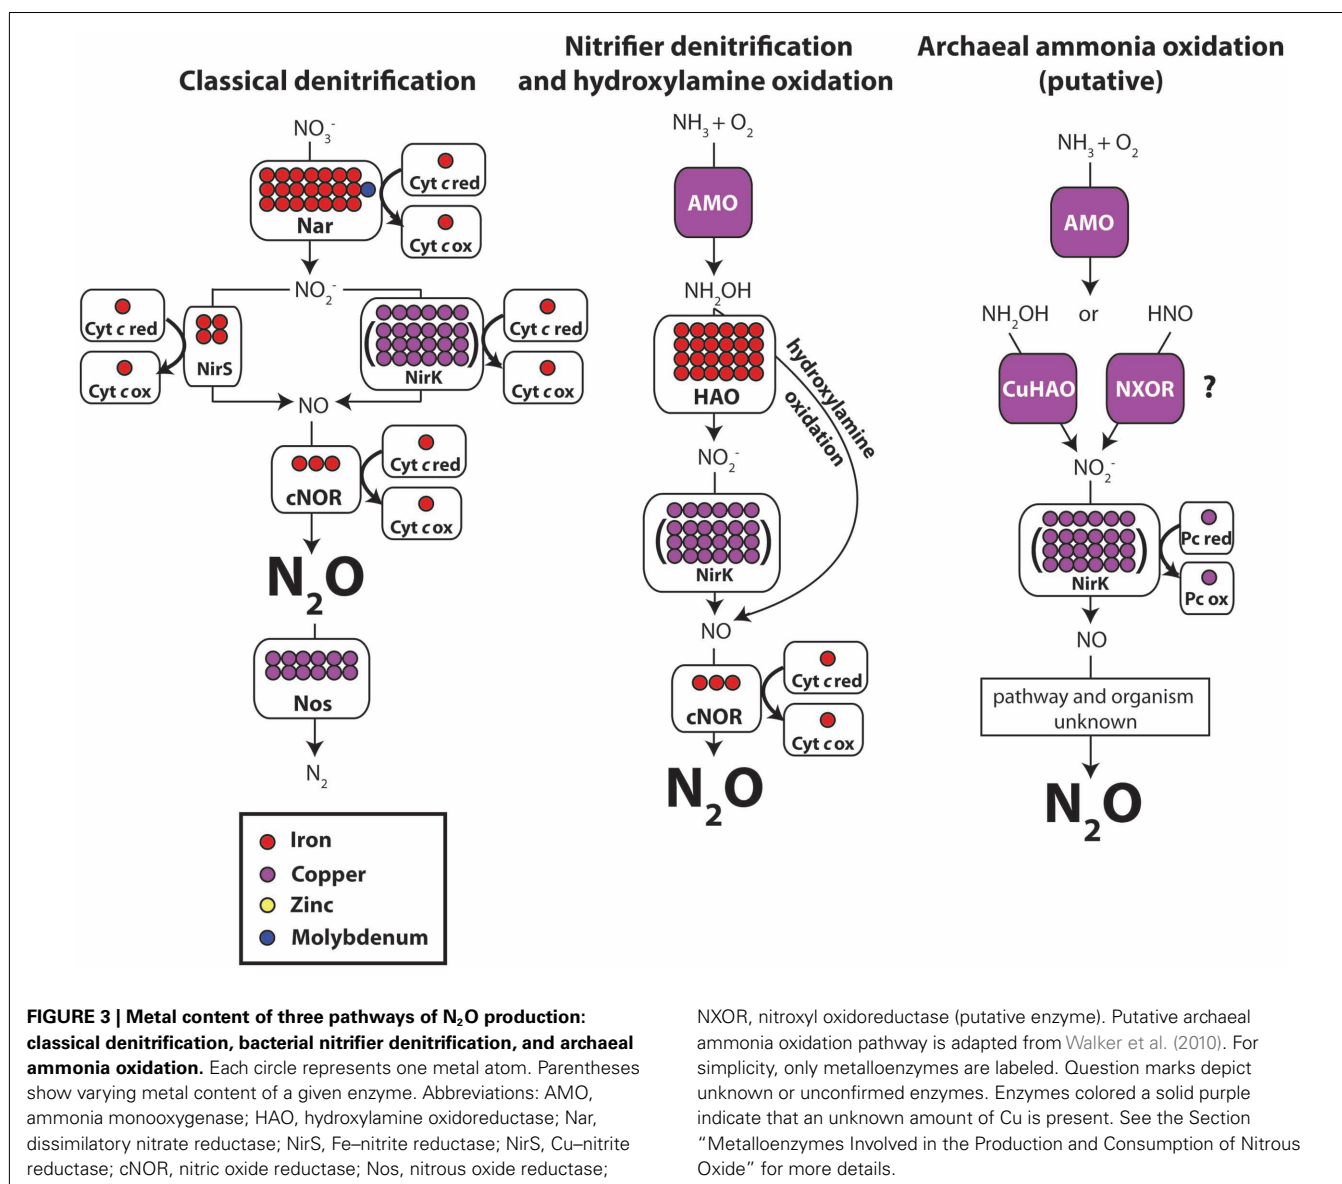 Classical denitrification
NO3-
Nar
Cyt c red
Cyt c ox
NO2-
Cyt c red
Cyt c ox
NirS
( ) NirK
Cyt c red
Cyt c ox
NO
cNOR
Cyt c red
Cyt c ox
N2O
Nos
N2
Iron
Copper
Zinc
Molybdenum
Nitrifier denitrification
and hydroxylamine oxidation
NH3 + O2
AMO
NH2OH
HAO
hydroxylamine
oxidation
NO2-
( ) NirK
NO
cNOR
Cyt c red
Cyt c ox
N2O
Archaeal ammonia oxidation
(putative)
NH3 + O2
AMO
NH2OH or HNO
CuHAO NXOR ?
NO2-
( ) NirK
Pc red
Pc ox
NO
pathway and organism
unknown
N2O
FIGURE 3 | Metal content of three pathways of N2O production:
classical denitrification, bacterial nitrifier denitrification, and archaeal
ammonia oxidation. Each circle represents one metal atom. Parentheses
show varying metal content of a given enzyme. Abbreviations: AMO,
ammonia monooxygenase; HAO, hydroxylamine oxidoreductase; Nar,
dissimilatory nitrate reductase; NirS, Fe–nitrite reductase; NirS, Cu–nitrite
reductase; cNOR, nitric oxide reductase; Nos, nitrous oxide reductase;
NXOR, nitroxyl oxidoreductase (putative enzyme). Putative archaeal
ammonia oxidation pathway is adapted from Walker et al. (2010). For
simplicity, only metalloenzymes are labeled. Question marks depict
unknown or unconfirmed enzymes. Enzymes colored a solid purple
indicate that an unknown amount of Cu is present. See the Section
“Metalloenzymes Involved in the Production and Consumption of Nitrous
Oxide” for more details.